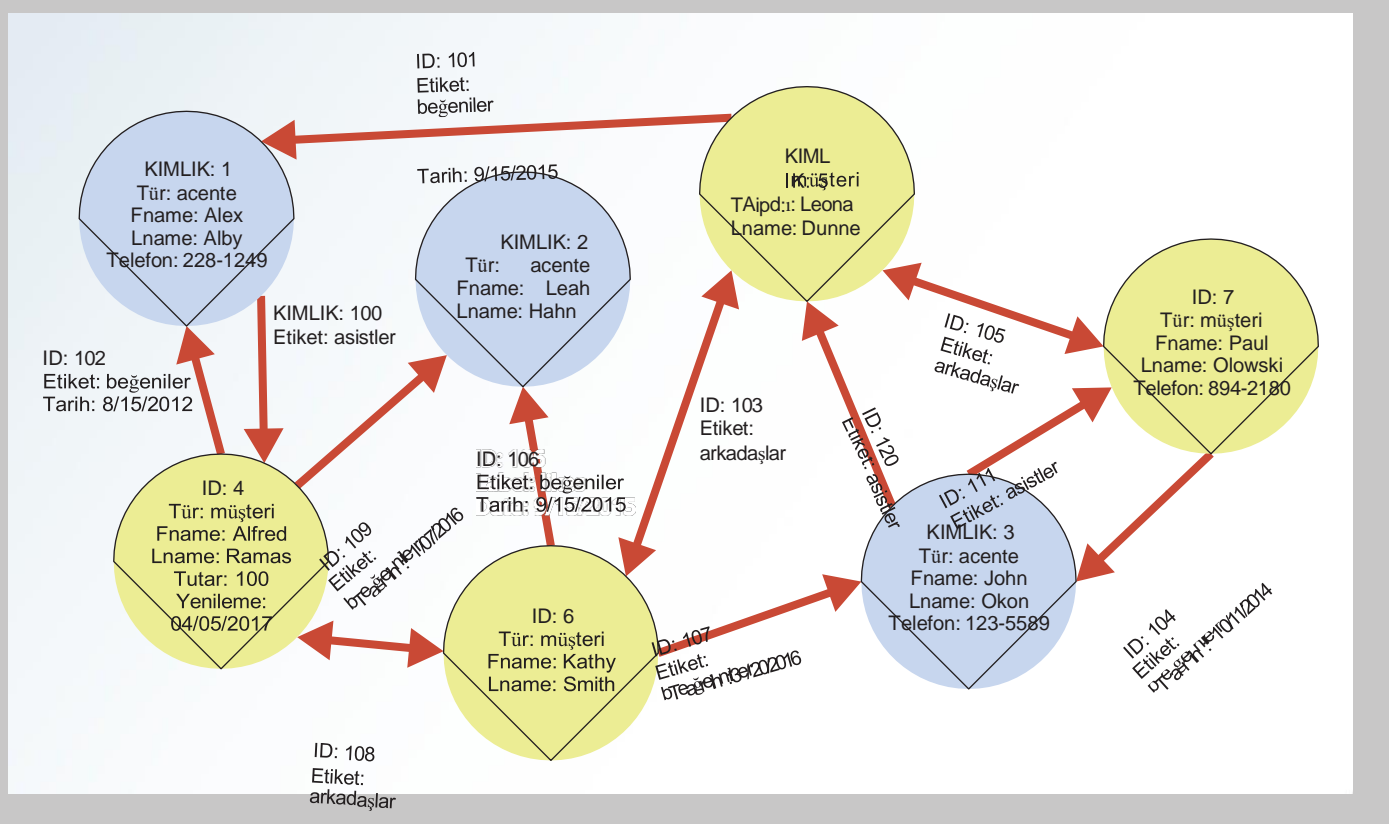 ID: 101
Etiket:
beğeniler
Tarih: 9/15/2015
KIMLIK: 1
Tür: acente
Fname: Alex
Lname: Alby
Telefon: 228-1249
KIMLIK: 2
Tür: acente
Fname: Leah
Lname: Hahn
KIML
müşteri
Leona
Lname: Dunne
ID: 7
Tür: müşteri
Fname: Paul
Lname: Olowski
Telefon: 894-2180
KIMLIK: 100
Etiket: asistler
ID: 102
Etiket: beğeniler
Tarih: 8/15/2012
ID: 105
Etiket:
arkadaşlar
ID: 103
Etiket:
arkadaşlar
ID: 120
Etiket: asistler
ID: 106
Etiket: beğeniler
Tarih: 9/15/2015
ID: 111
Etiket: asistler
ID: 4
Tür: müşteri
Fname: Alfred
Lname: Ramas
Tutar: 100
Yenileme:
04/05/2017
ID: 109
Etiket:
KIMLIK: 3
Tür: acente
Fname: John
Lname: Okon
Telefon: 123-5589
ID: 6
Tür: müşteri
Fname: Kathy
Lname: Smith
ID: 107
Etiket:
ID: 104
Etiket:
ID: 108
Etiket:
arkadaşlar